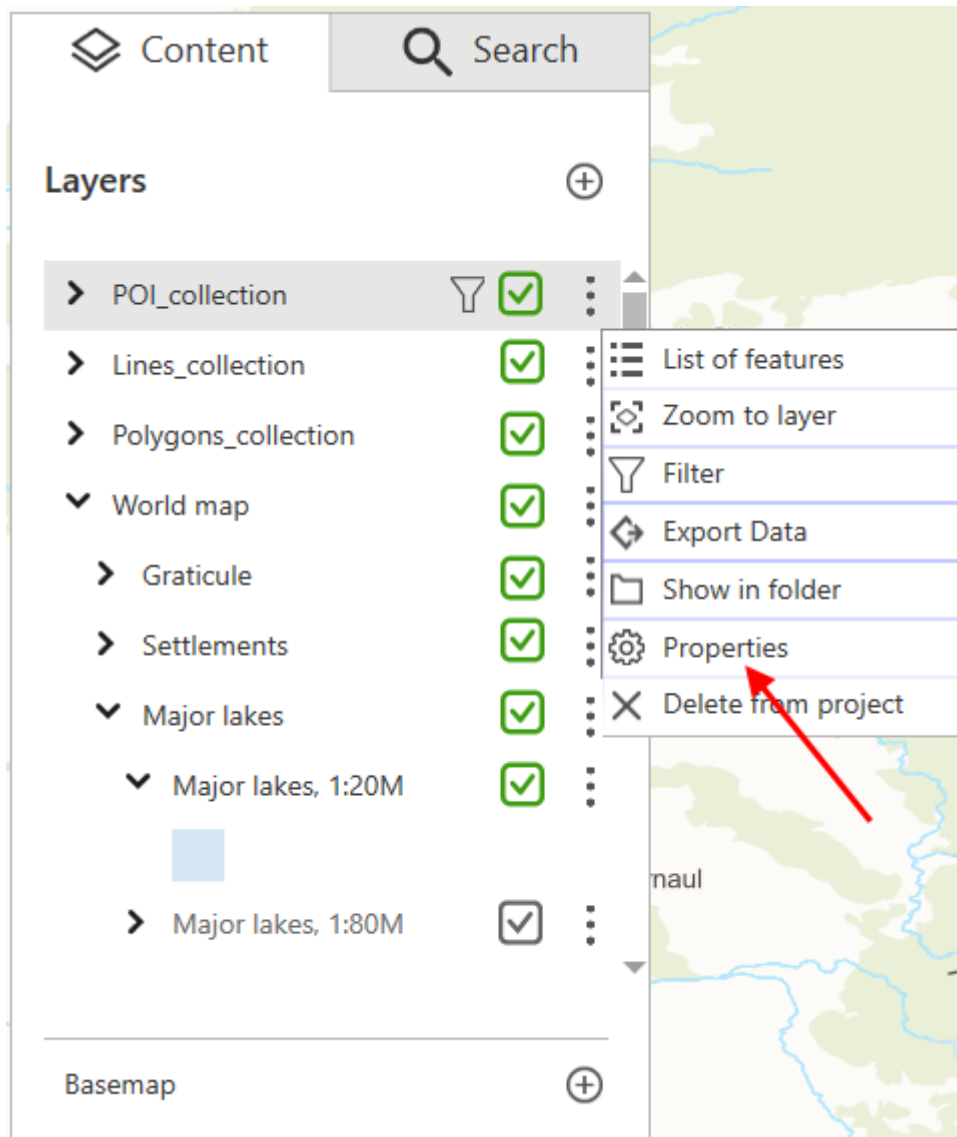 Content
Search
Layers
POI_collection
Lines_collection
Polygons_collection
World map
Graticule
Settlements
Major lakes
Major lakes, 1:20M
Major lakes, 1:80M
Basemap
List of features
Zoom to layer
Filter
Export Data
Show in folder
Properties
Delete from project